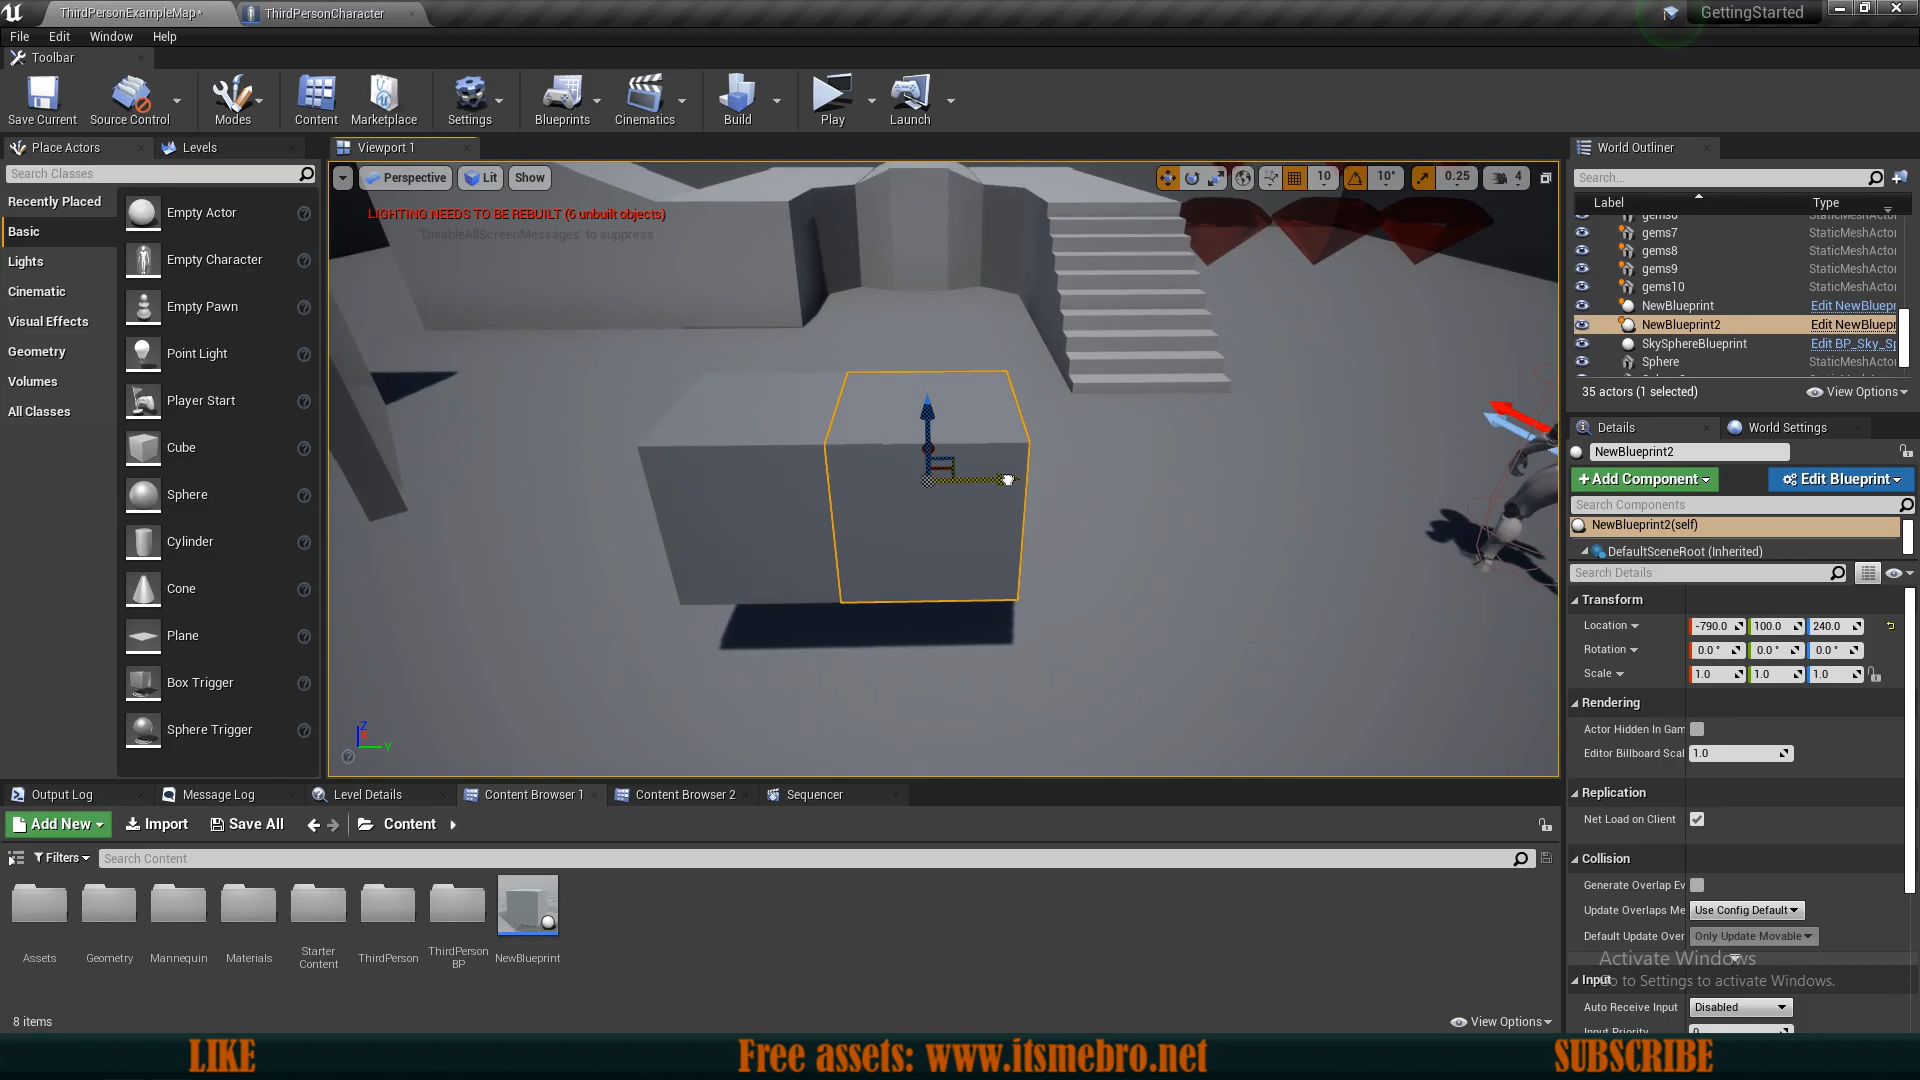 ThirdPersonExampleMap*
ThirdPersonCharacter
GettingStarted
File Edit Window Help
Toolbar
Save Current
Source Control
Modes
Content
Marketplace
Settings
Blueprints
Cinematics
Build
Play
Launch
Place Actors
Levels
Viewport 1
World Outliner
Search Classes
Perspective
Lit
Show
10
10°
0.25
4
Search...
Recently Placed
Basic
Lights
Cinematic
Visual Effects
Geometry
Volumes
All Classes
Empty Actor
Empty Character
Empty Pawn
Point Light
Player Start
Cube
Sphere
Cylinder
Cone
Plane
Box Trigger
Sphere Trigger
LIGHTING NEEDS TO BE REBUILT (6 unbuilt objects)
'DisableAllScreenMessages' to suppress
Z
Y
Label Type
gems7 StaticMeshActor
gems8 StaticMeshActor
gems9 StaticMeshActor
gems10 StaticMeshActor
NewBlueprint Edit NewBluepr
NewBlueprint2 Edit NewBluepr
SkySphereBlueprint Edit BP_Sky_Sp
Sphere StaticMeshActor
35 actors (1 selected)
View Options
Details
World Settings
NewBlueprint2
+Add Component
Edit Blueprint
Search Components
NewBlueprint2(self)
DefaultSceneRoot (Inherited)
Search Details
Transform
Location -790.0 100.0 240.0
Rotation 0.0° 0.0° 0.0°
Scale 1.0 1.0 1.0
Rendering
Actor Hidden In Gam
Editor Billboard Scal 1.0
Replication
Net Load on Client
Collision
Generate Overlap Ev
Update Overlaps Me Use Config Default
Default Update Over Only Update Movable
Activate Windows
Go to Settings to activate Windows.
Input
Auto Receive Input Disabled
Input Priority 0
Output Log
Message Log
Level Details
Content Browser 1
Content Browser 2
Sequencer
Add New
Import
Save All
Content
Filters
Search Content
Assets
Geometry
Mannequin
Materials
Starter
Content
ThirdPerson
ThirdPerson
BP
NewBlueprint
8 items
View Options
LIKE
Free assets: www.itsmebro.net
SUBSCRIBE